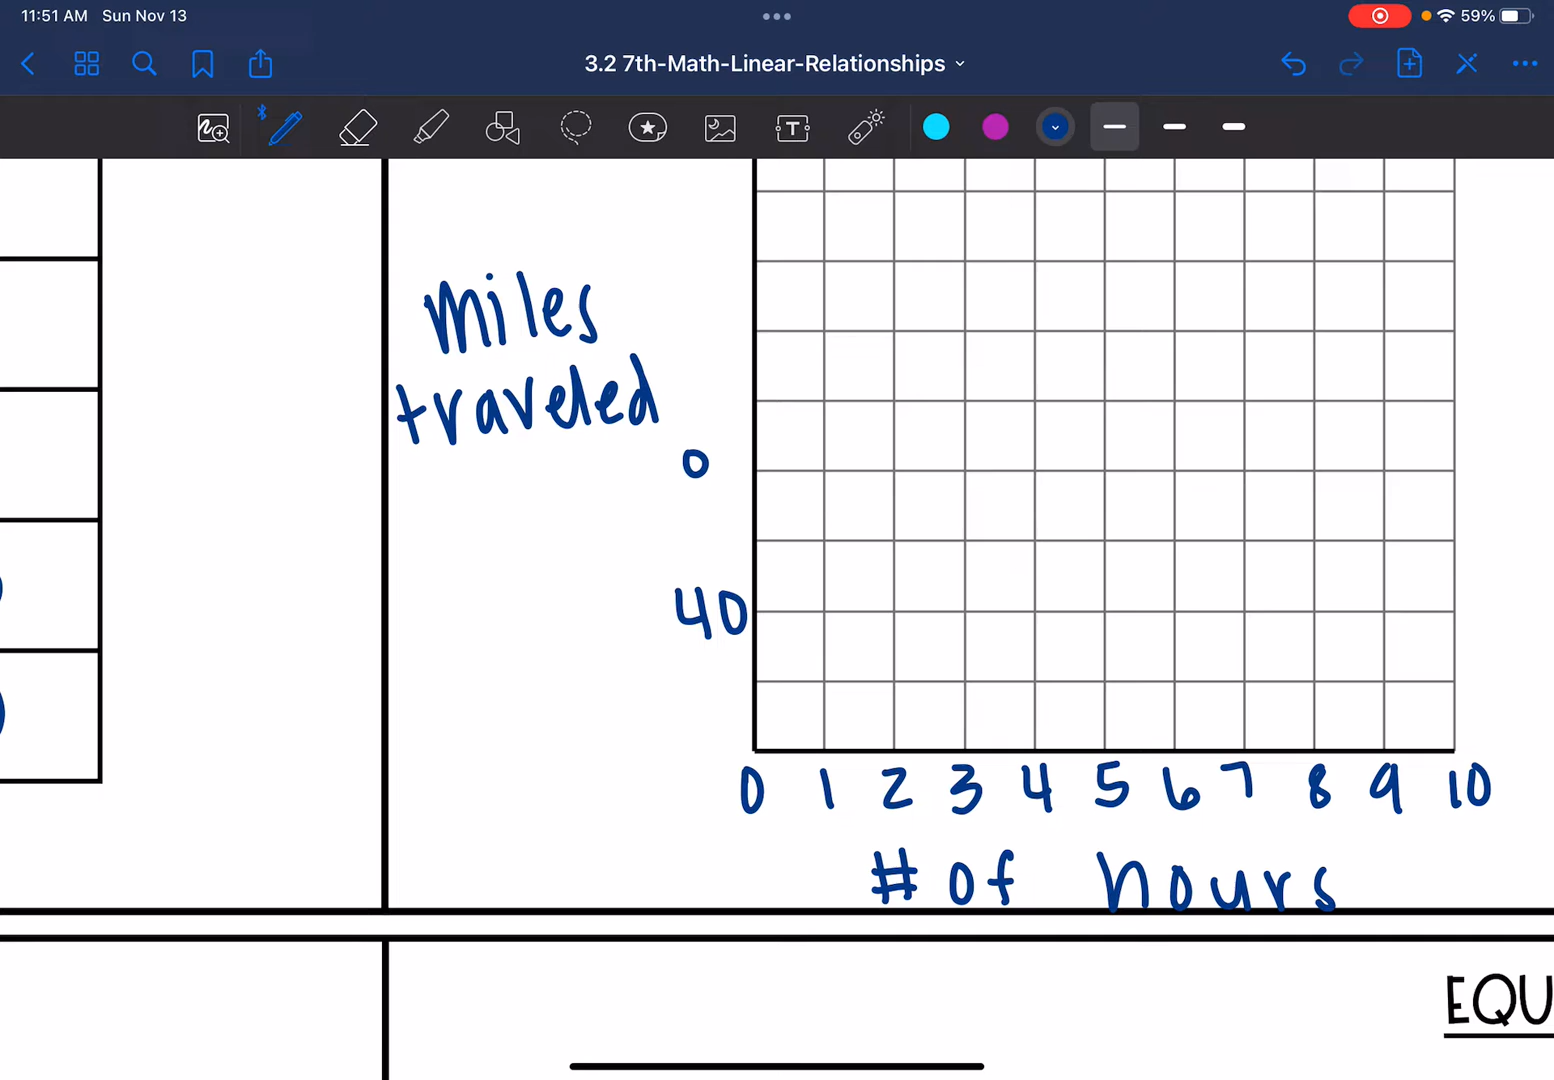 11:51 AM Sun Nov 13
59%
3.2 7th-Math-Linear-Relationships
T
miles
traveled
0
40
0 1 2 3 4 5 6 7 8 9 10
# of hours
EQU